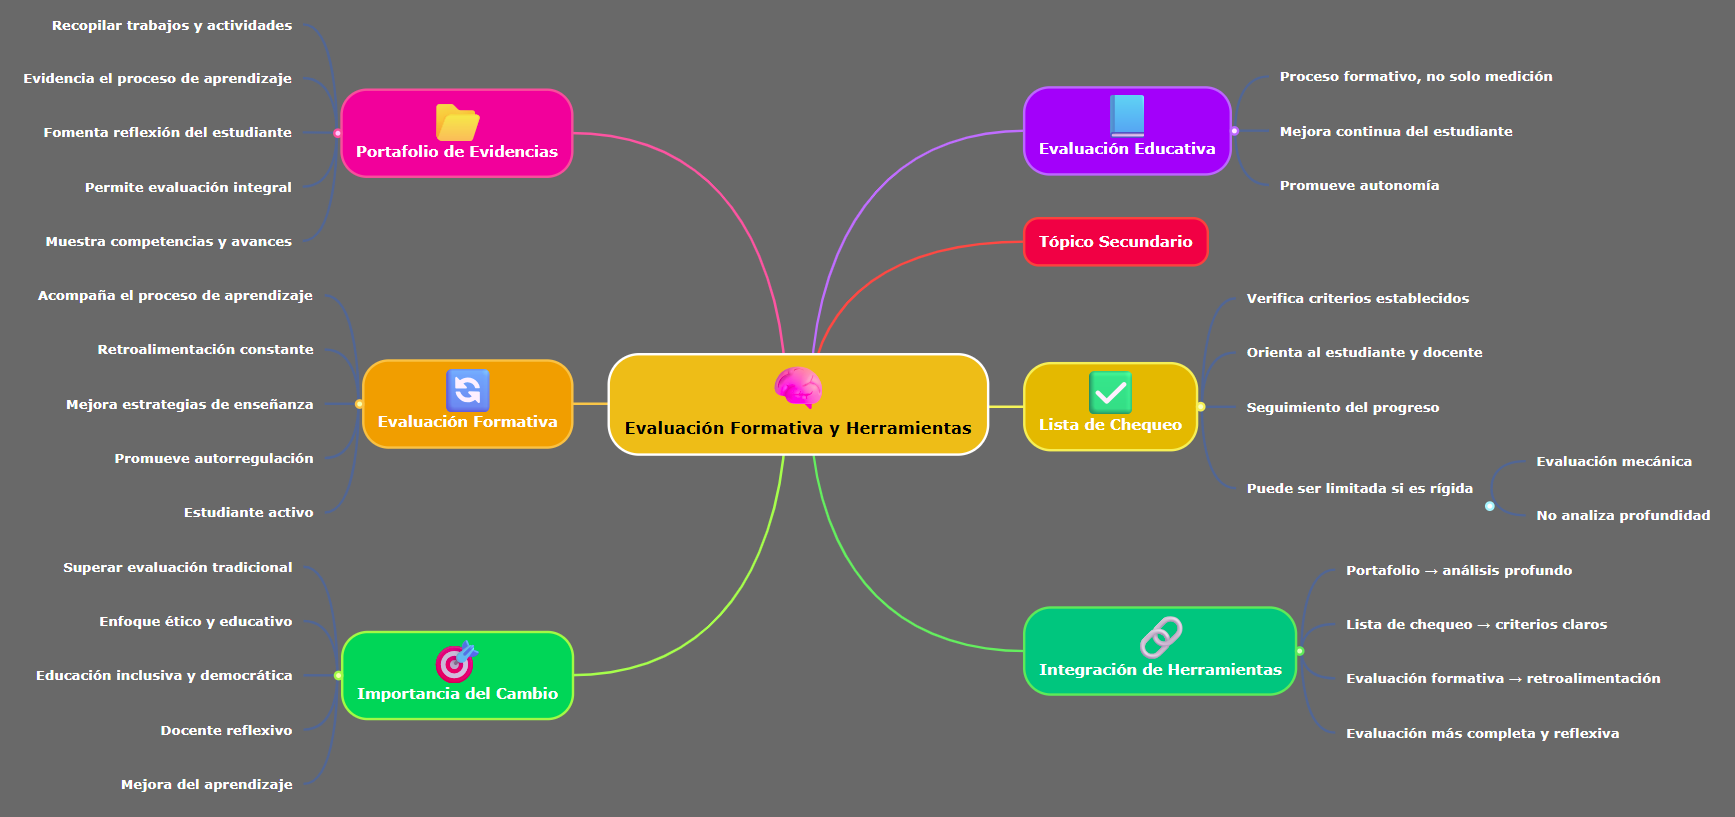 Evaluación Formativa y Herramientas
Portafolio de Evidencias
Recopilar trabajos y actividades
Evidencia el proceso de aprendizaje
Fomenta reflexión del estudiante
Permite evaluación integral
Muestra competencias y avances
Evaluación Formativa
Acompaña el proceso de aprendizaje
Retroalimentación constante
Mejora estrategias de enseñanza
Promueve autorregulación
Estudiante activo
Importancia del Cambio
Superar evaluación tradicional
Enfoque ético y educativo
Educación inclusiva y democrática
Docente reflexivo
Mejora del aprendizaje
Evaluación Educativa
Proceso formativo, no solo medición
Mejora continua del estudiante
Promueve autonomía
Tópico Secundario
Lista de Chequeo
Verifica criterios establecidos
Orienta al estudiante y docente
Seguimiento del progreso
Puede ser limitada si es rígida
Evaluación mecánica
No analiza profundidad
Integración de Herramientas
Portafolio → análisis profundo
Lista de chequeo → criterios claros
Evaluación formativa → retroalimentación
Evaluación más completa y reflexiva